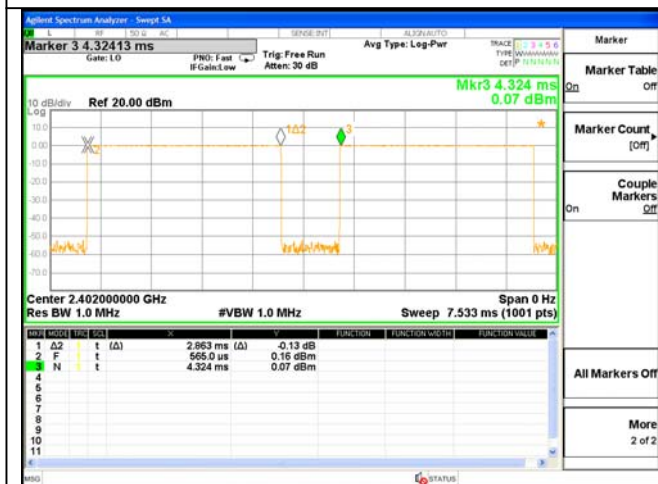 Agilent Spectrum Analyzer - Swept SA
L RF 50 Ω AC SENSE:INT ALIGN AUTO
Marker 3 4.32413 ms
Gate: LO
PNO: Fast
IFGain:Low
Trig: Free Run
Atten: 30 dB
Avg Type: Log-Pwr
TRACE 1 2 3 4 5 6
TYPE
DET P N N N N N
Mkr3 4.324 ms
0.07 dBm
10 dB/div Ref 20.00 dBm
Log
10.0
0.00
-10.0
-20.0
-30.0
-40.0
-50.0
-60.0
-70.0
2
1Δ2
3
Center 2.402000000 GHz Span 0 Hz
Res BW 1.0 MHz #VBW 1.0 MHz Sweep 7.533 ms (1001 pts)
MKR MODE TRC SCL X Y FUNCTION FUNCTION WIDTH FUNCTION VALUE
1 Δ2 1 t (Δ) 2.863 ms (Δ) -0.13 dB
2 F 1 t 565.0 us 0.16 dBm
3 N 1 t 4.324 ms 0.07 dBm
4
5
6
7
8
9
10
11
MSG STATUS
Marker
Marker Table
On Off
Marker Count
[Off]
Couple
Markers
On Off
All Markers Off
More
2 of 2